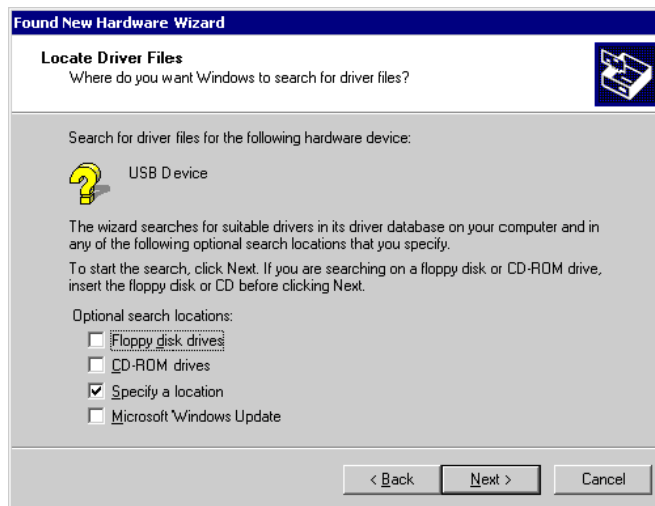 Found New Hardware Wizard
Locate Driver Files
Where do you want Windows to search for driver files?
Search for driver files for the following hardware device:
USB Device
The wizard searches for suitable drivers in its driver database on your computer and in
any of the following optional search locations that you specify.
To start the search, click Next. If you are searching on a floppy disk or CD-ROM drive,
insert the floppy disk or CD before clicking Next.
Optional search locations:
Floppy disk drives
CD-ROM drives
Specify a location
Microsoft Windows Update
< Back Next > Cancel